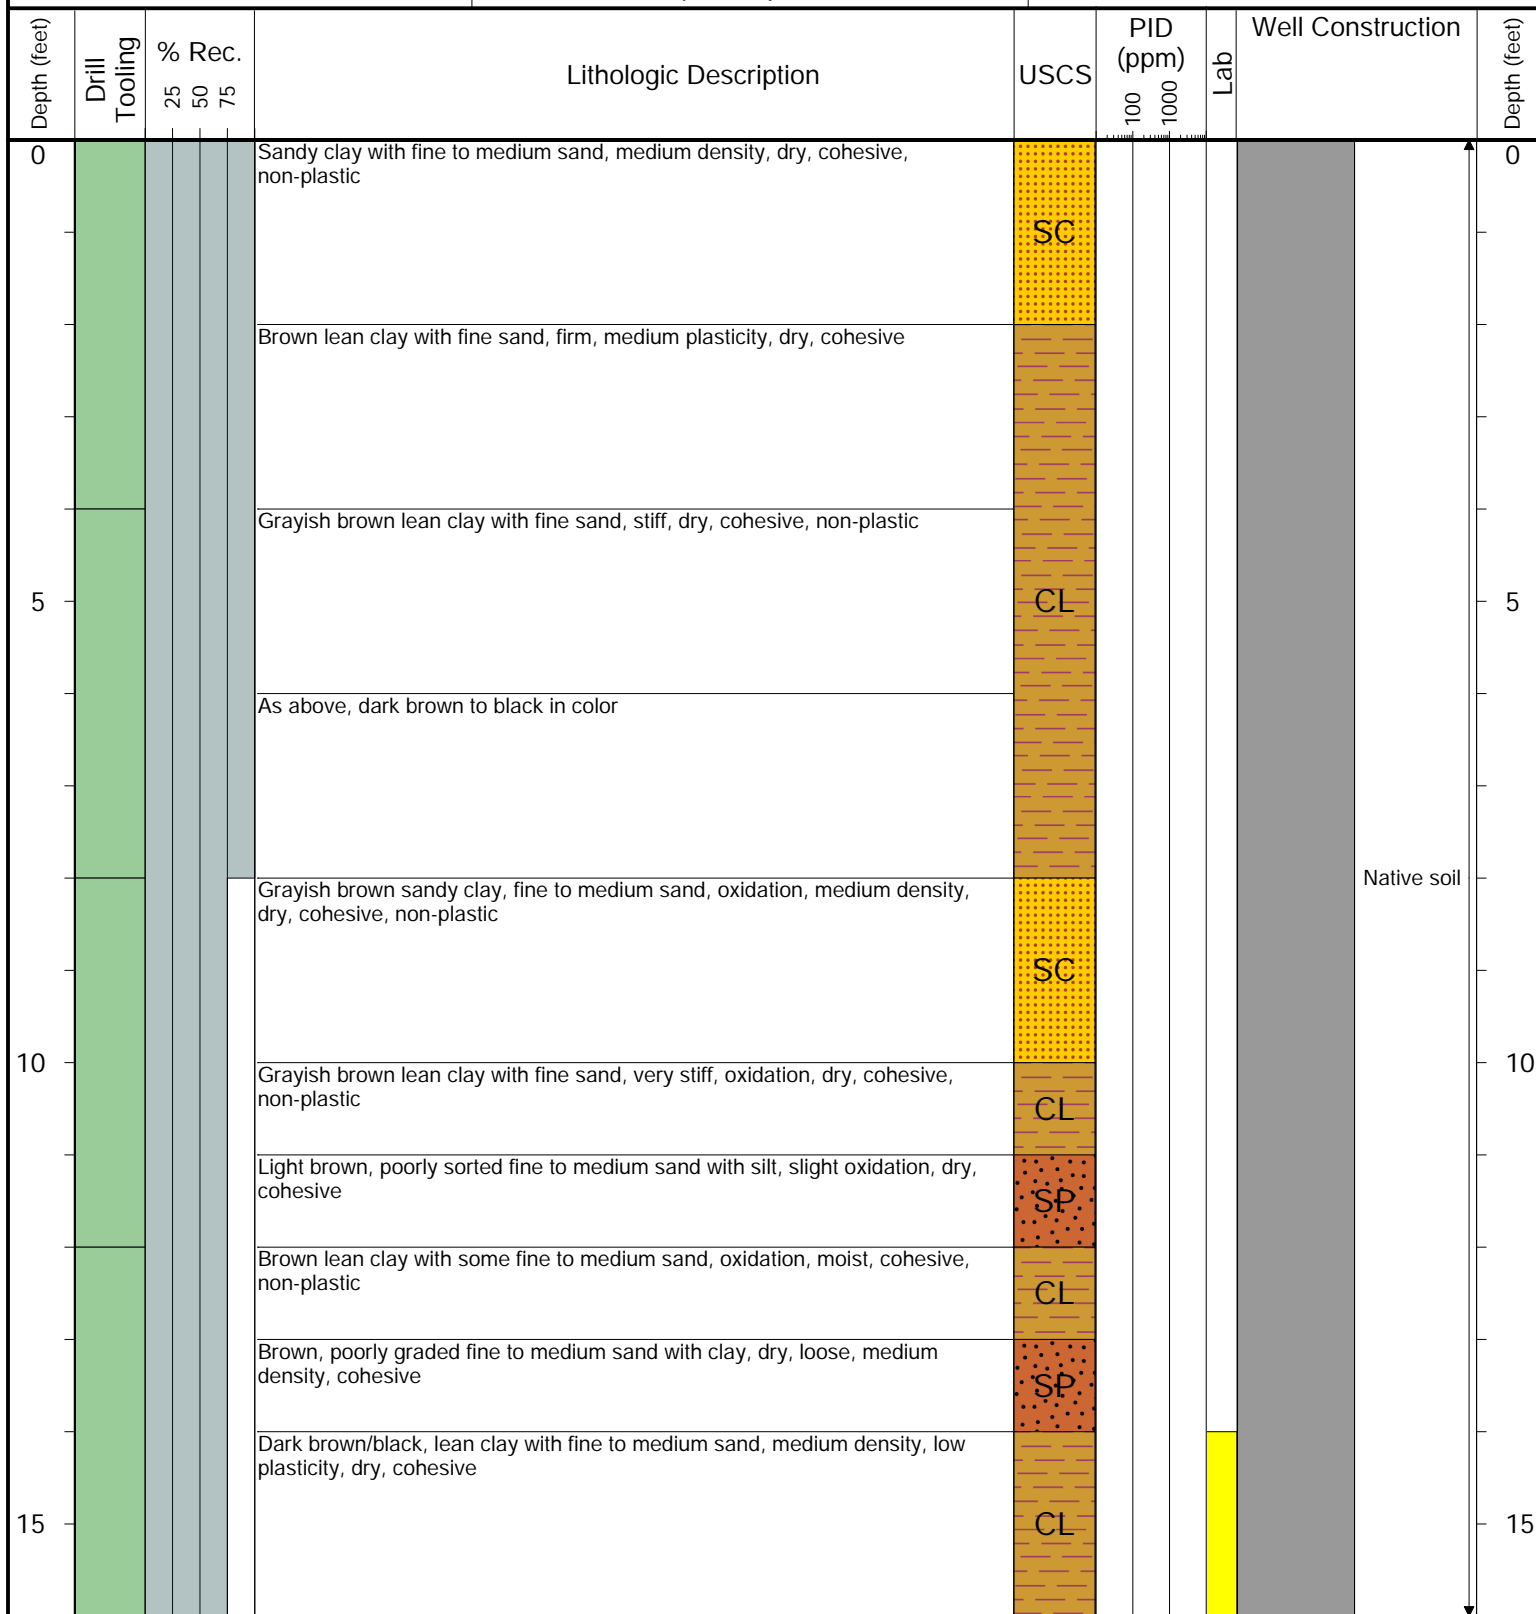 Depth (feet)
Drill
Tooling
% Rec.
25 50 75
Lithologic Description
USCS
PID
(ppm)
100 1000
Lab
Well Construction
Depth (feet)
0
Sandy clay with fine to medium sand, medium density, dry, cohesive,
non-plastic
SC
0
Brown lean clay with fine sand, firm, medium plasticity, dry, cohesive
Grayish brown lean clay with fine sand, stiff, dry, cohesive, non-plastic
5
CL
5
As above, dark brown to black in color
Grayish brown sandy clay, fine to medium sand, oxidation, medium density,
dry, cohesive, non-plastic
Native soil
SC
10
10
Grayish brown lean clay with fine sand, very stiff, oxidation, dry, cohesive,
non-plastic
CL
Light brown, poorly sorted fine to medium sand with silt, slight oxidation, dry,
cohesive
SP
Brown lean clay with some fine to medium sand, oxidation, moist, cohesive,
non-plastic
CL
Brown, poorly graded fine to medium sand with clay, dry, loose, medium
density, cohesive
SP
Dark brown/black, lean clay with fine to medium sand, medium density, low
plasticity, dry, cohesive
15
CL
15